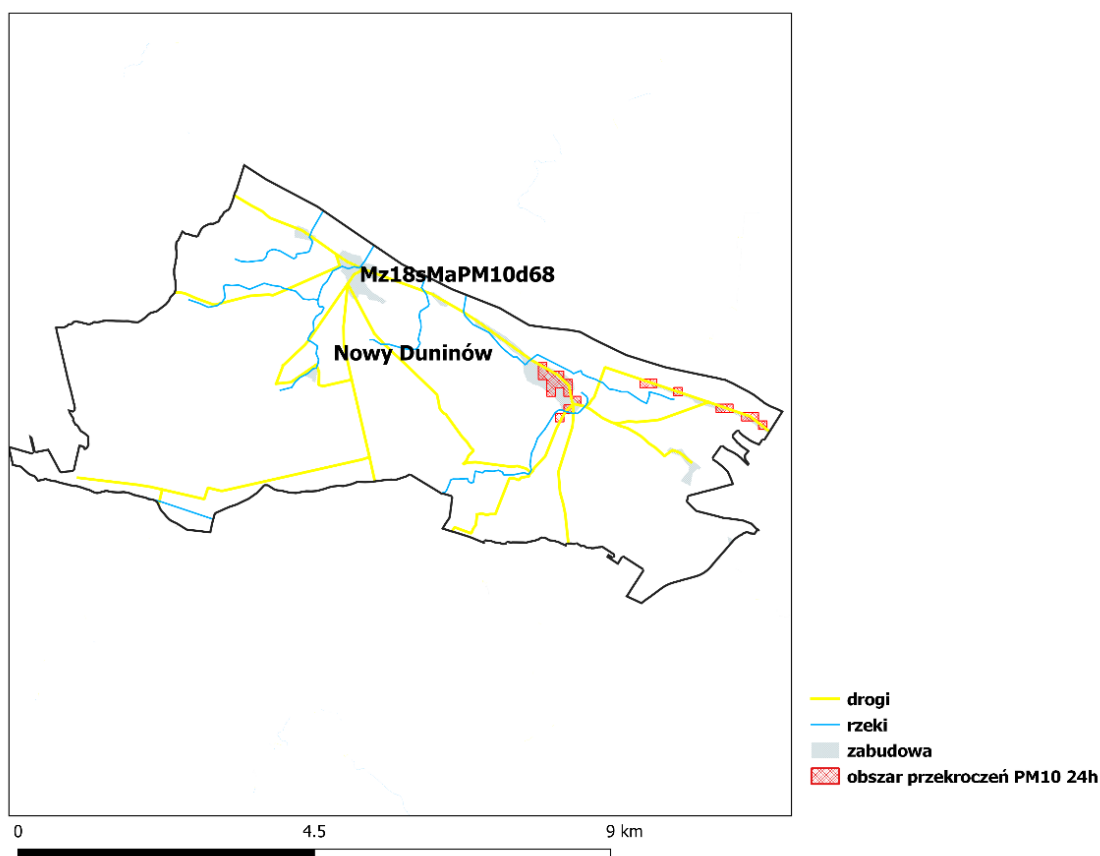 Mz18sMaPM10d68
Nowy Duninów
drogi
rzeki
zabudowa
obszar przekroczeń PM10 24h
0 4.5 9 km